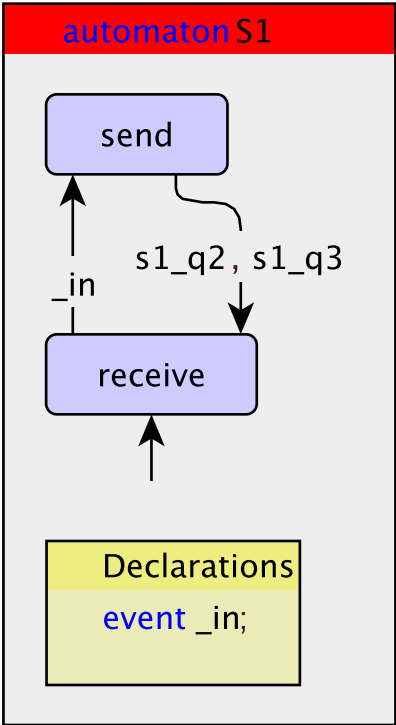 automaton S1
send
s1_q2, s1_q3
_in
receive
Declarations
event _in;